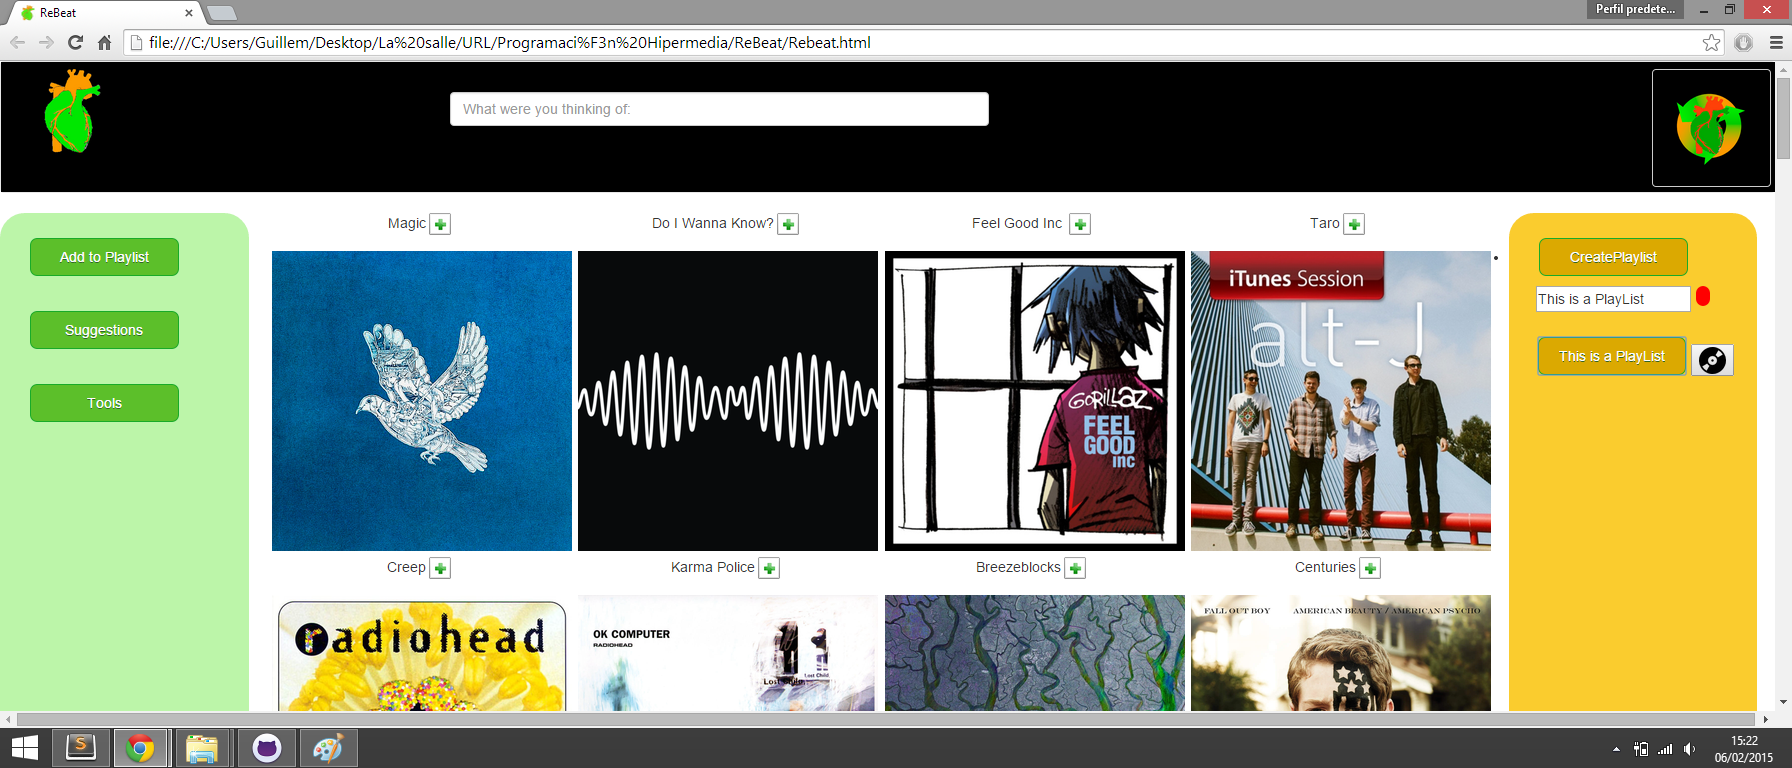 ReBeat
Perfil predete...
file:///C:/Users/Guillem/Desktop/La%20salle/URL/Programaci%F3n%20Hipermedia/ReBeat/Rebeat.html
What were you thinking of:
Add to Playlist
Suggestions
Tools
Magic
Do I Wanna Know?
Feel Good Inc
Taro
GORILLAZ
FEEL
GOOD
INC
iTunes Session
alt-J
Creep
Karma Police
Breezeblocks
Centuries
radiohead
OK COMPUTER
RADIOHEAD
Lost Child
Lost Child
FALL OUT BOY
AMERICAN BEAUTY / AMERICAN PSYCHO
CreatePlaylist
This is a PlayList
This is a PlayList
15:22
06/02/2015